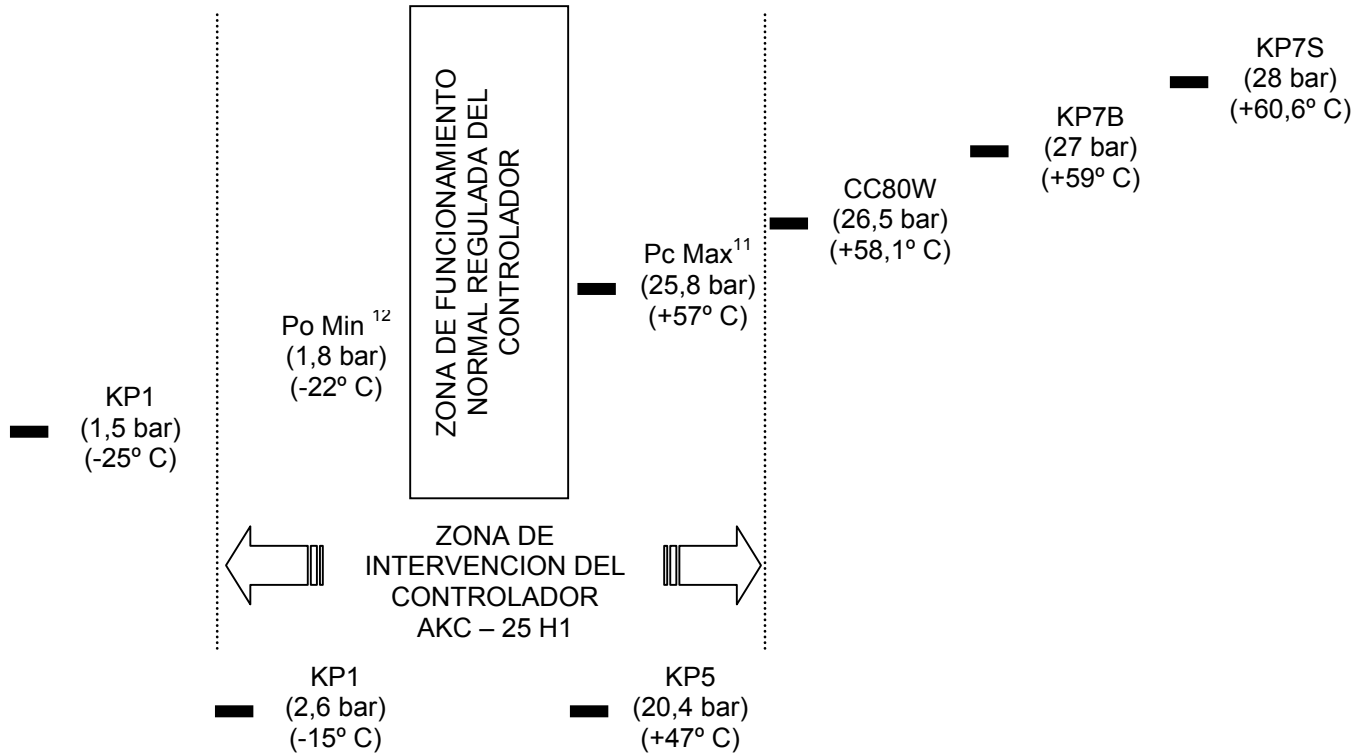 KP7S
(28 bar)
(+60,6º C)
KP7B
(27 bar)
(+59º C)
CC80W
(26,5 bar)
(+58,1º C)
ZONA DE FUNCIONAMIENTO
NORMAL REGULADA DEL
CONTROLADOR
Pc Max 11
(25,8 bar)
(+57º C)
Po Min 12
(1,8 bar)
(-22º C)
KP1
(1,5 bar)
(-25º C)
ZONA DE
INTERVENCION DEL
CONTROLADOR
AKC – 25 H1
KP1
(2,6 bar)
(-15º C)
KP5
(20,4 bar)
(+47º C)